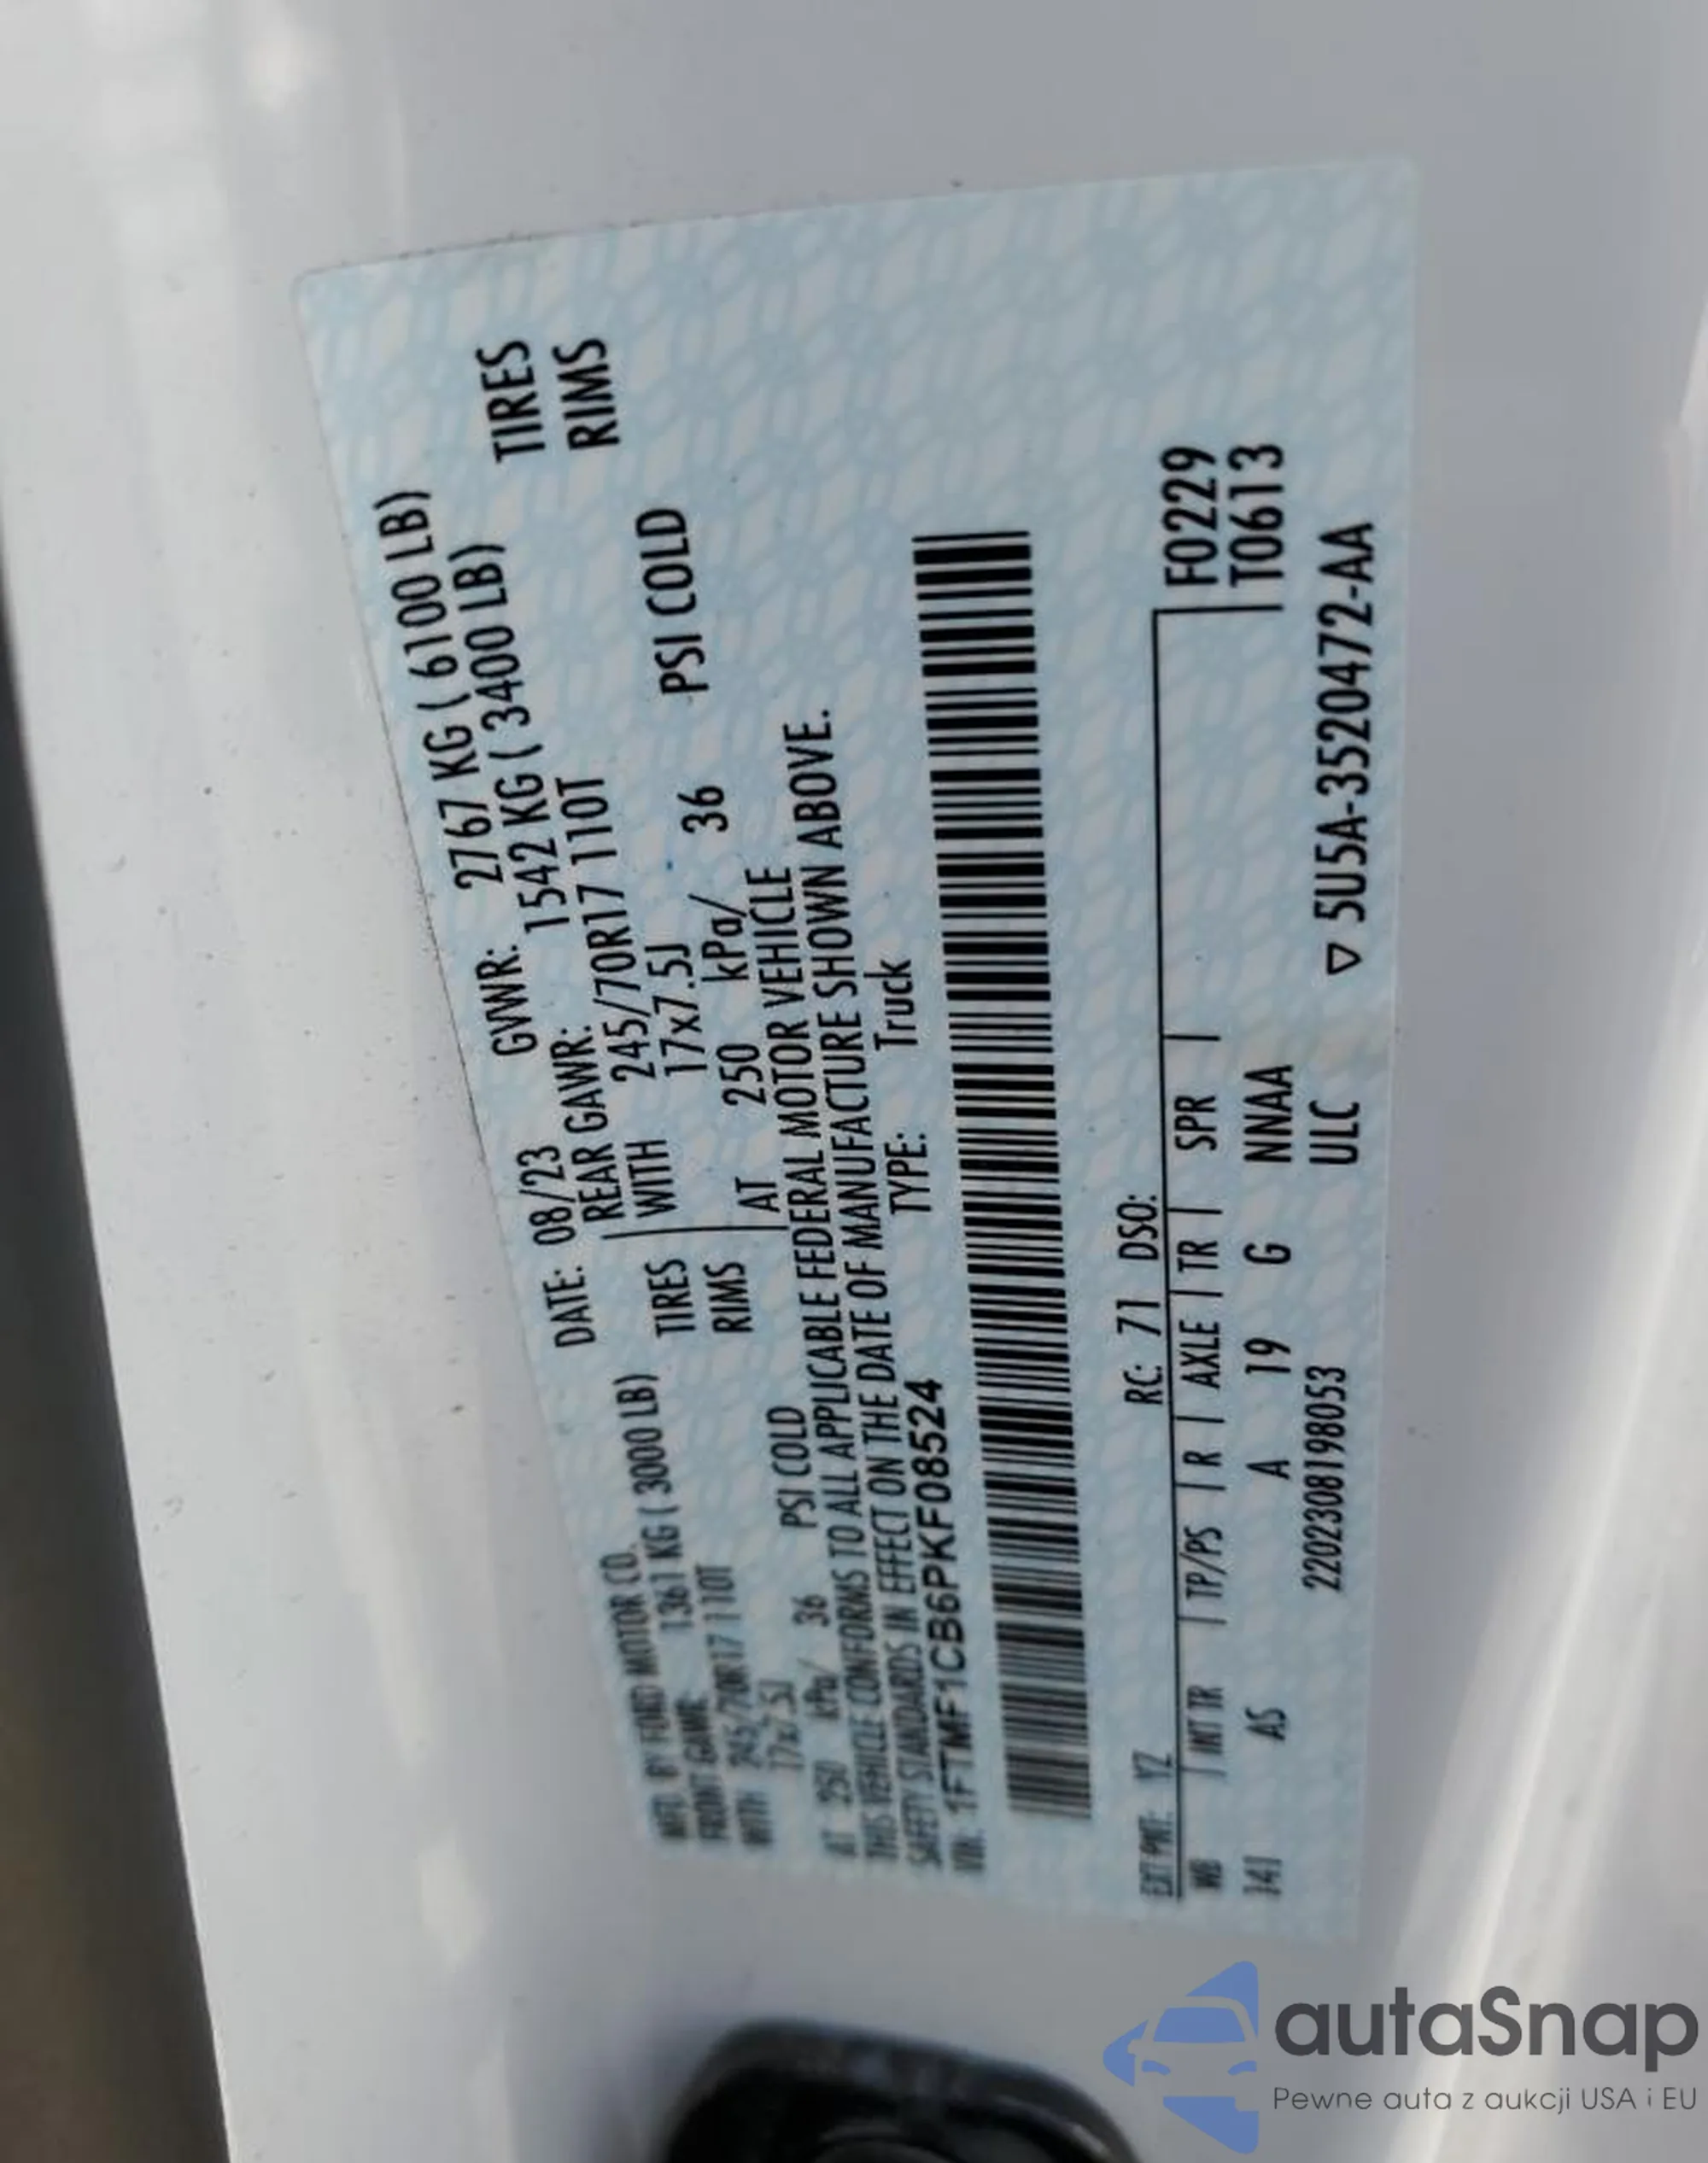 MFD. BY FORD MOTOR CO.
DATE: 08/23 GVWR: 2767 KG ( 6100 LB)
FRONT GAWR: 1361 KG ( 3000 LB) REAR GAWR: 1542 KG ( 3400 LB)
WITH 245/70R17 110T TIRES WITH 245/70R17 110T TIRES
17x7.5J RIMS 17x7.5J RIMS
AT 250 kPa/ 36 PSI COLD AT 250 kPa/ 36 PSI COLD
THIS VEHICLE CONFORMS TO ALL APPLICABLE FEDERAL MOTOR VEHICLE
SAFETY STANDARDS IN EFFECT ON THE DATE OF MANUFACTURE SHOWN ABOVE.
VIN: 1FTMF1CB6PKF08524 TYPE: Truck
EXT PNT: YZ RC: 71 DSO:
WB INT TR TP/PS R AXLE TR SPR F0229
141 AS A 19 G NNAA T0613
2202308198053 ULC ▽ 5U5A-3520472-AA
autaSnap
Pewne auta z aukcji USA i EU